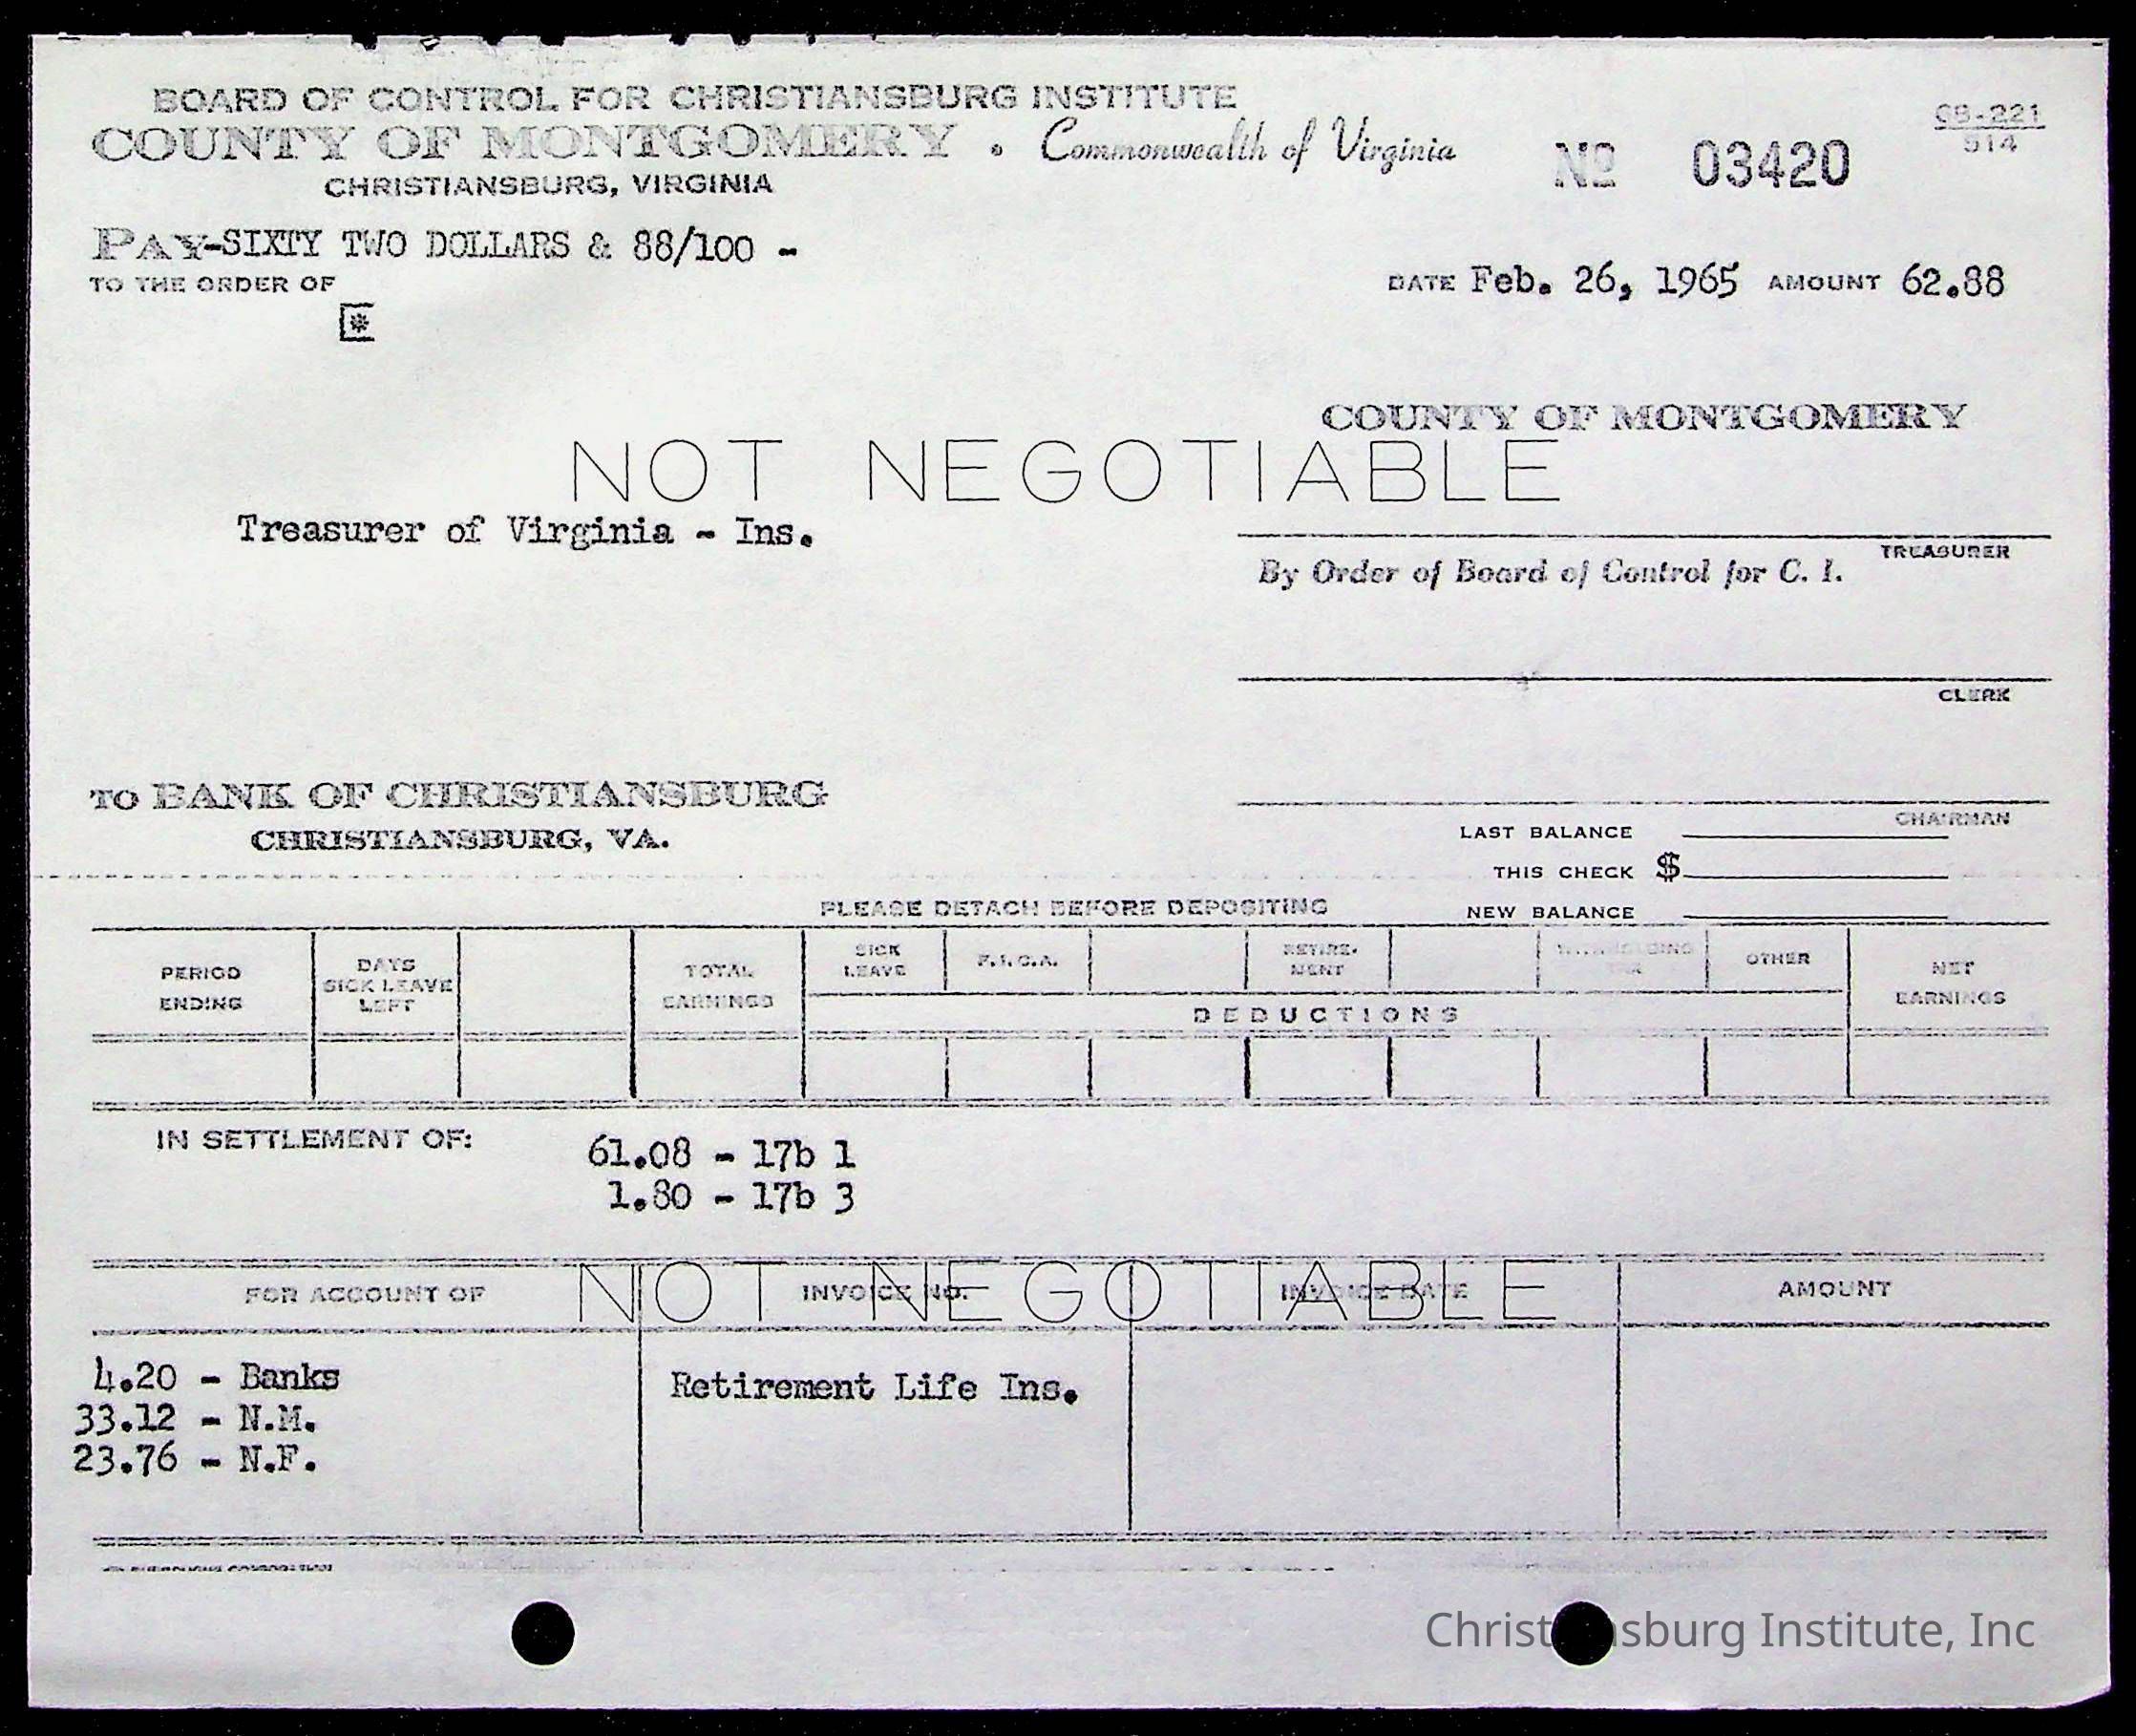 BOARD OF CONTROL FOR CHRISTIANSBURG INSTITUTE
COUNTY OF MONTGOMERY . Commonwealth of Virginia
CHRISTIANSBURG, VIRGINIA
No 03420
68-221
514
PAY-SIXTY TWO DOLLARS & 88/100 -
TO THE ORDER OF
DATE Feb. 26, 1965 AMOUNT 62.88
COUNTY OF MONTGOMERY
NOT NEGOTIABLE
Treasurer of Virginia - Ins.
TREASURER
By Order of Board of Control for C. I.
CLERK
TO BANK OF CHRISTIANSBURG
CHRISTIANSBURG, VA.
CHAIRMAN
LAST BALANCE
THIS CHECK $
NEW BALANCE
PLEASE DETACH BEFORE DEPOSITING
PERIOD ENDING
DAYS SICK LEAVE LEFT
TOTAL EARNINGS
SICK LEAVE
F.I.C.A.
RETIRE-MENT
WITHHOLDING TAX
OTHER
NET EARNINGS
DEDUCTIONS
IN SETTLEMENT OF:
61.08 - 17b 1
1.80 - 17b 3
NOT NEGOTIABLE
FOR ACCOUNT OF
INVOICE NO.
INVOICE DATE
AMOUNT
4.20 - Banks
33.12 - N.M.
23.76 - N.F.
Retirement Life Ins.
BURROUGHS CORPORATION
Institute, Inc